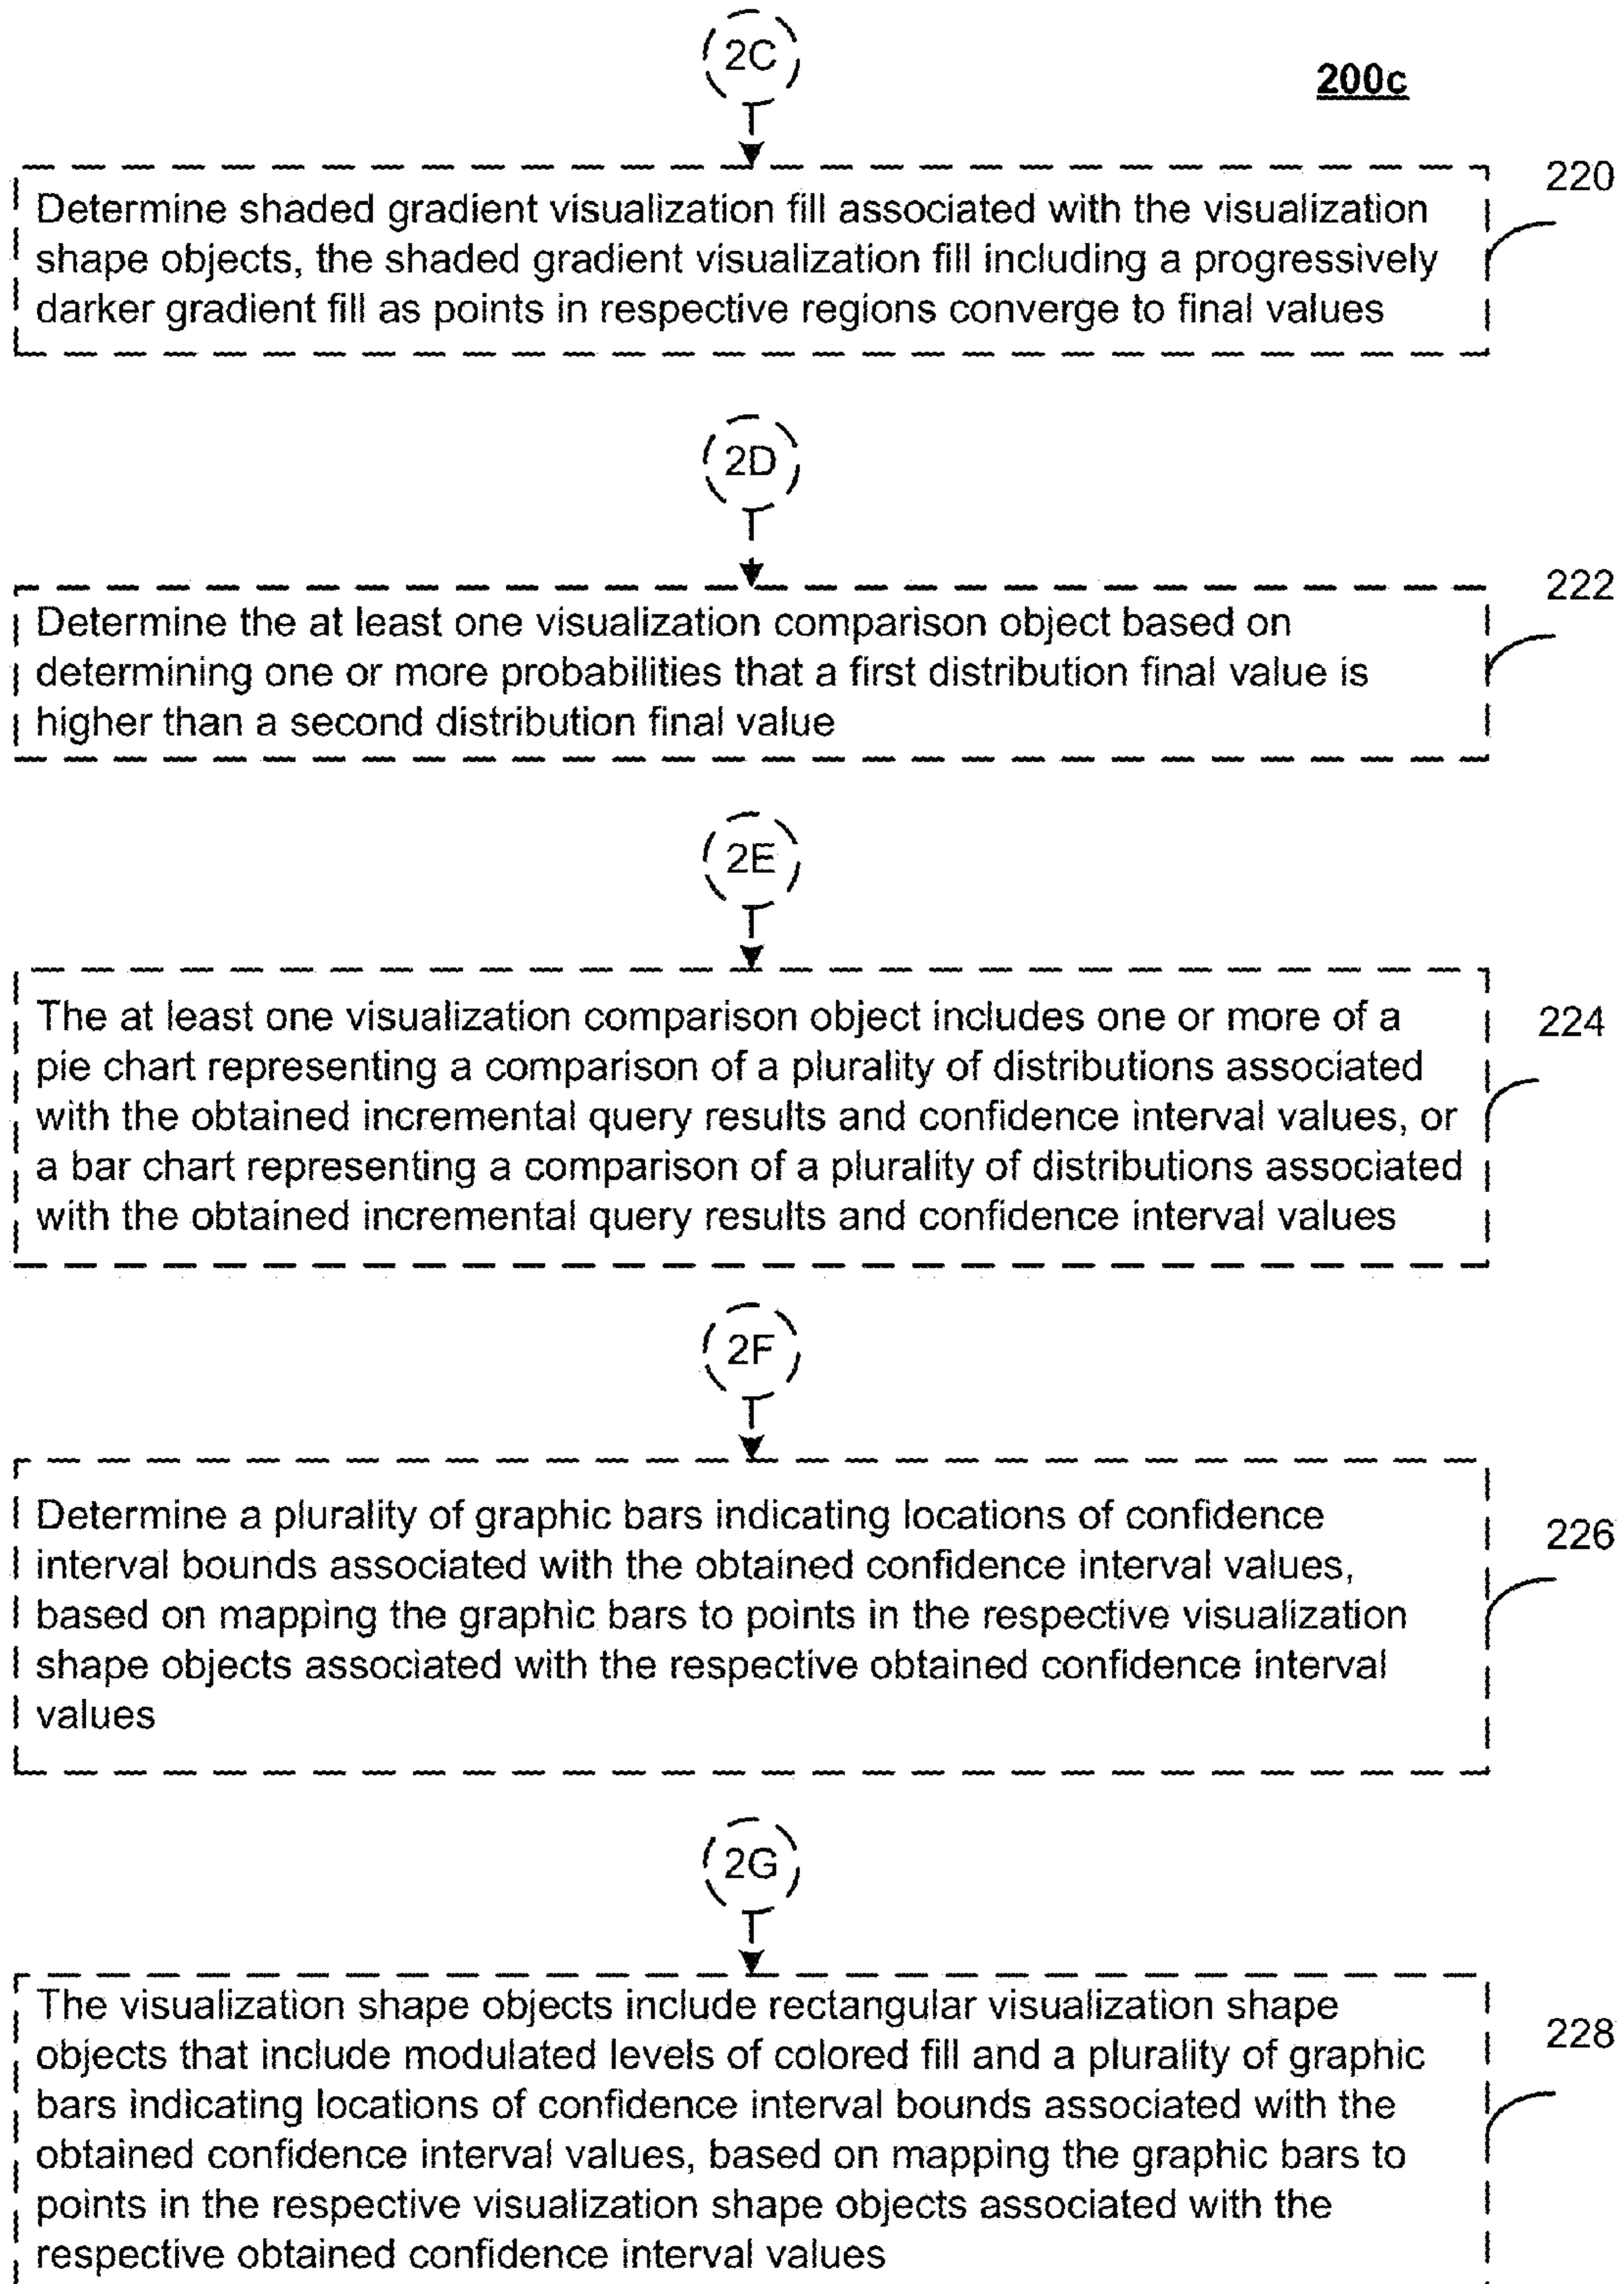 2C
200c
220
Determine shaded gradient visualization fill associated with the visualization
shape objects, the shaded gradient visualization fill including a progressively
darker gradient fill as points in respective regions converge to final values
2D
222
Determine the at least one visualization comparison object based on
determining one or more probabilities that a first distribution final value is
higher than a second distribution final value
2E
The at least one visualization comparison object includes one or more of a
224
pie chart representing a comparison of a plurality of distributions associated
with the obtained incremental query results and confidence interval values, or
a bar chart representing a comparison of a plurality of distributions associated
with the obtained incremental query results and confidence interval values
2F
Determine a plurality of graphic bars indicating locations of confidence
226
interval bounds associated with the obtained confidence interval values,
based on mapping the graphic bars to points in the respective visualization
shape objects associated with the respective obtained confidence interval
values
2G
The visualization shape objects include rectangular visualization shape
228
objects that include modulated levels of colored fill and a plurality of graphic
bars indicating locations of confidence interval bounds associated with the
obtained confidence interval values, based on mapping the graphic bars to
points in the respective visualization shape objects associated with the
respective obtained confidence interval values